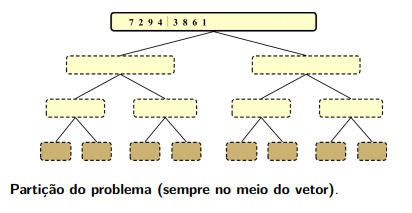 7 2 9 4 | 3 8 6 1
Partição do problema (sempre no meio do vetor).